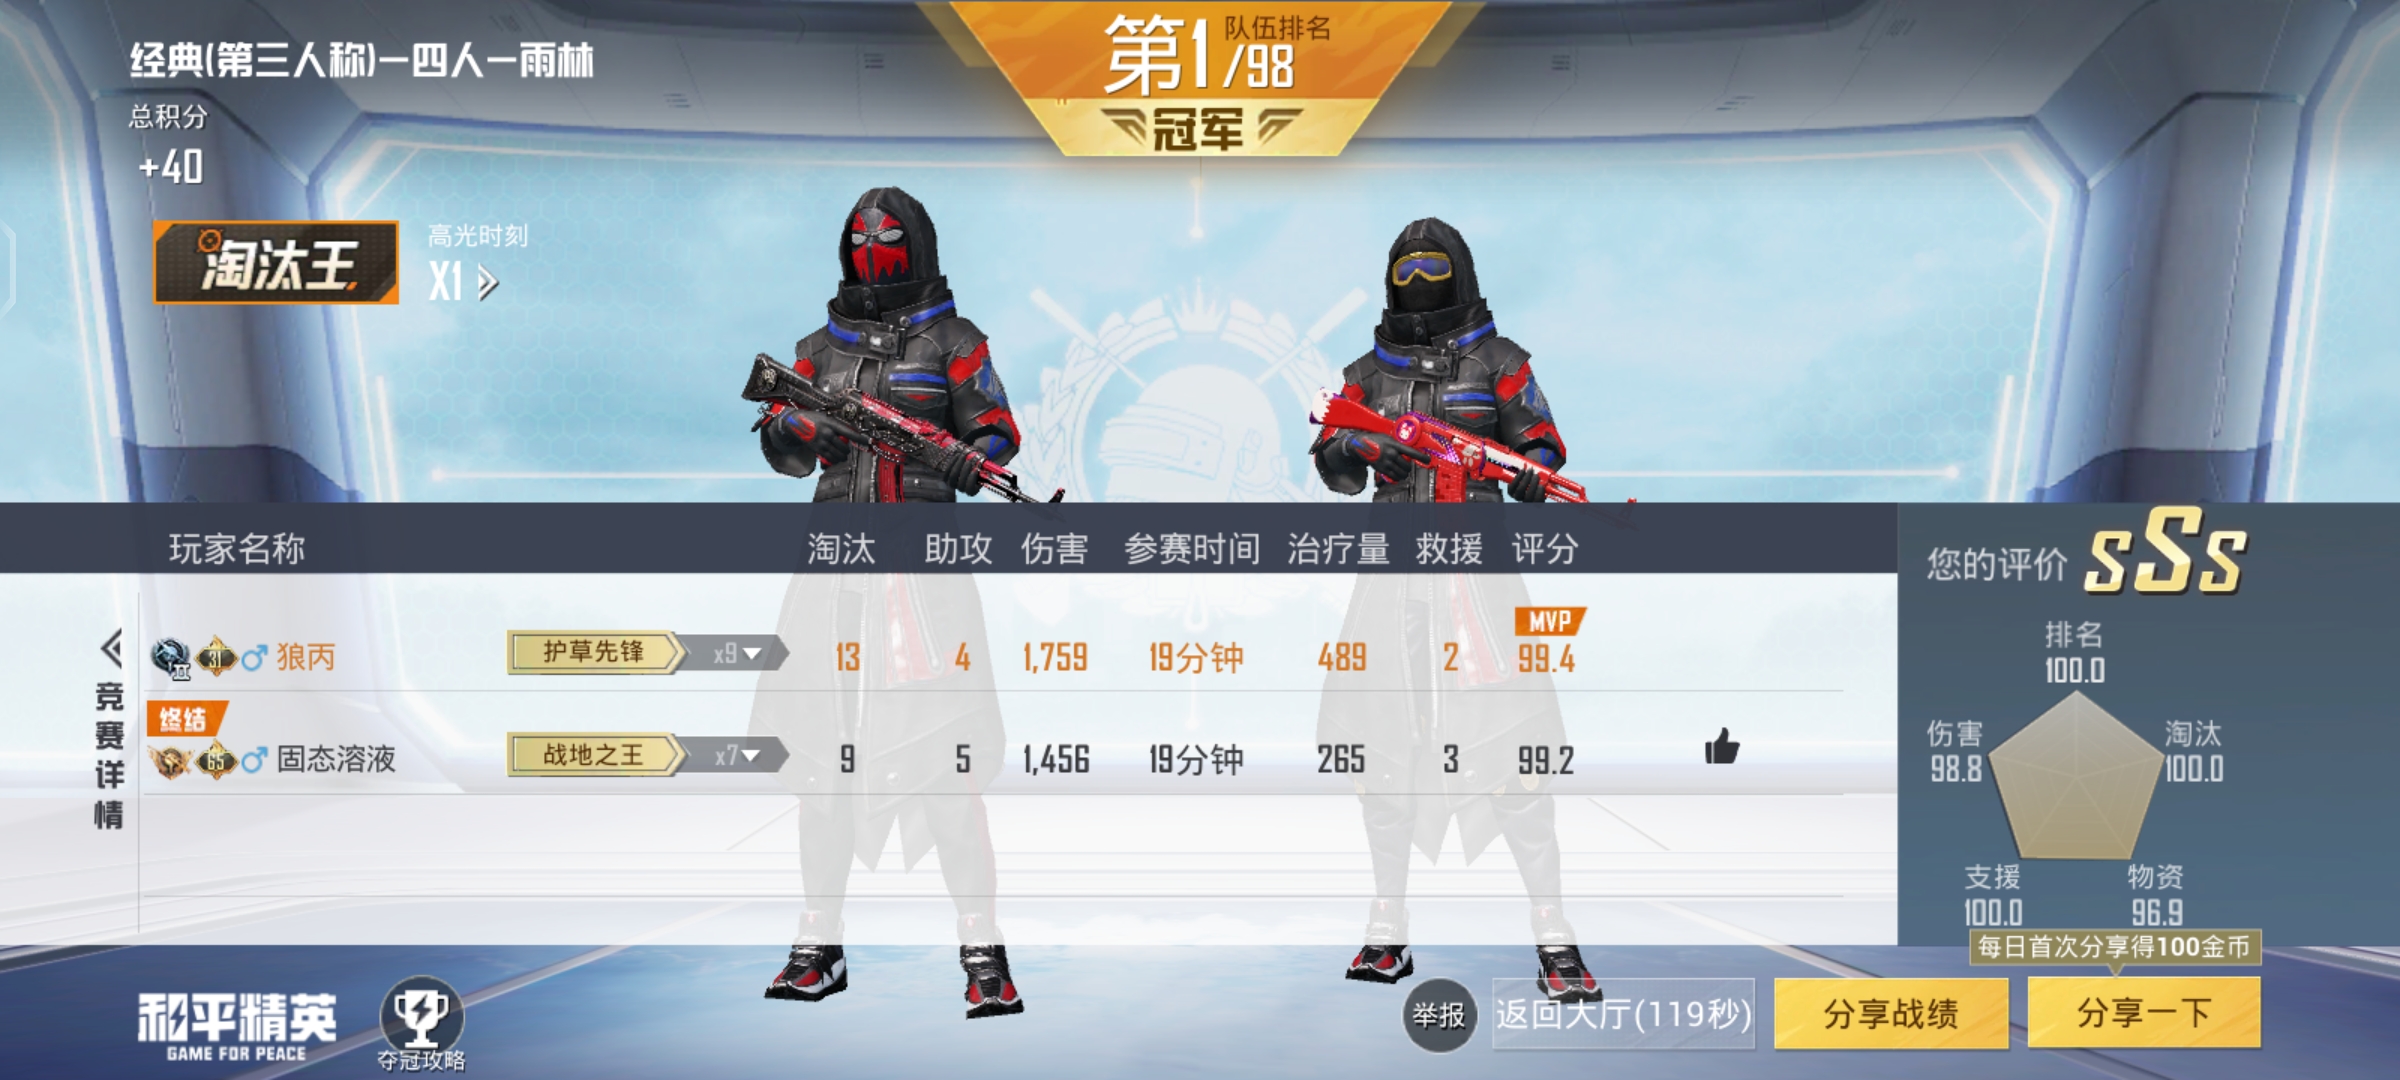 经典(第三人称)—四人—雨林
总积分
+40
淘汰王
高光时刻
X1
第1/98
队伍排名
冠军
玩家名称 淘汰 助攻 伤害 参赛时间 治疗量 救援 评分
MVP
31 狼丙 护草先锋 x9 13 4 1,759 19分钟 489 2 99.4
终结
65 固态溶液 战地之王 x7 9 5 1,456 19分钟 265 3 99.2
竞赛详情
您的评价 SSS
排名
100.0
伤害
98.8
淘汰
100.0
支援
100.0
物资
96.9
每日首次分享得100金币
和平精英
GAME FOR PEACE
夺冠攻略
举报
返回大厅(119秒)
分享战绩
分享一下